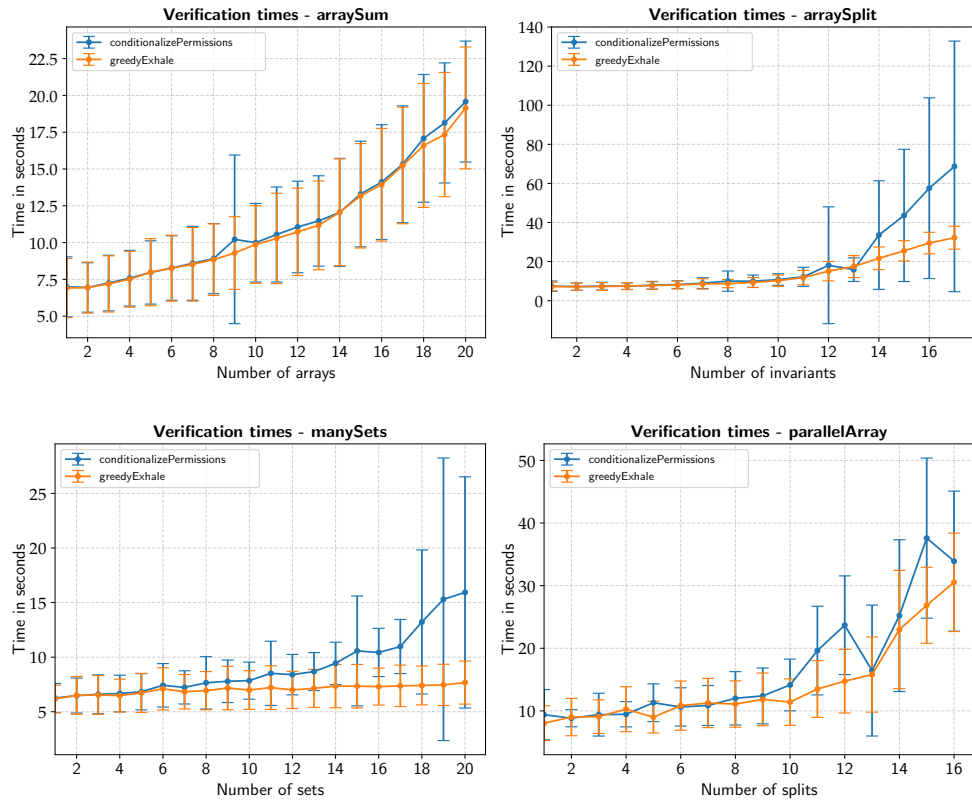 Verification times - arraySum
conditionalizePermissions
greedyExhale
Time in seconds
22.5
20.0
17.5
15.0
12.5
10.0
7.5
5.0
2 4 6 8 10 12 14 16 18 20
Number of arrays
Verification times - arraySplit
conditionalizePermissions
greedyExhale
Time in seconds
140
120
100
80
60
40
20
0
2 4 6 8 10 12 14 16
Number of invariants
Verification times - manySets
conditionalizePermissions
greedyExhale
Time in seconds
25
20
15
10
5
2 4 6 8 10 12 14 16 18 20
Number of sets
Verification times - parallelArray
conditionalizePermissions
greedyExhale
Time in seconds
50
40
30
20
10
2 4 6 8 10 12 14 16
Number of splits